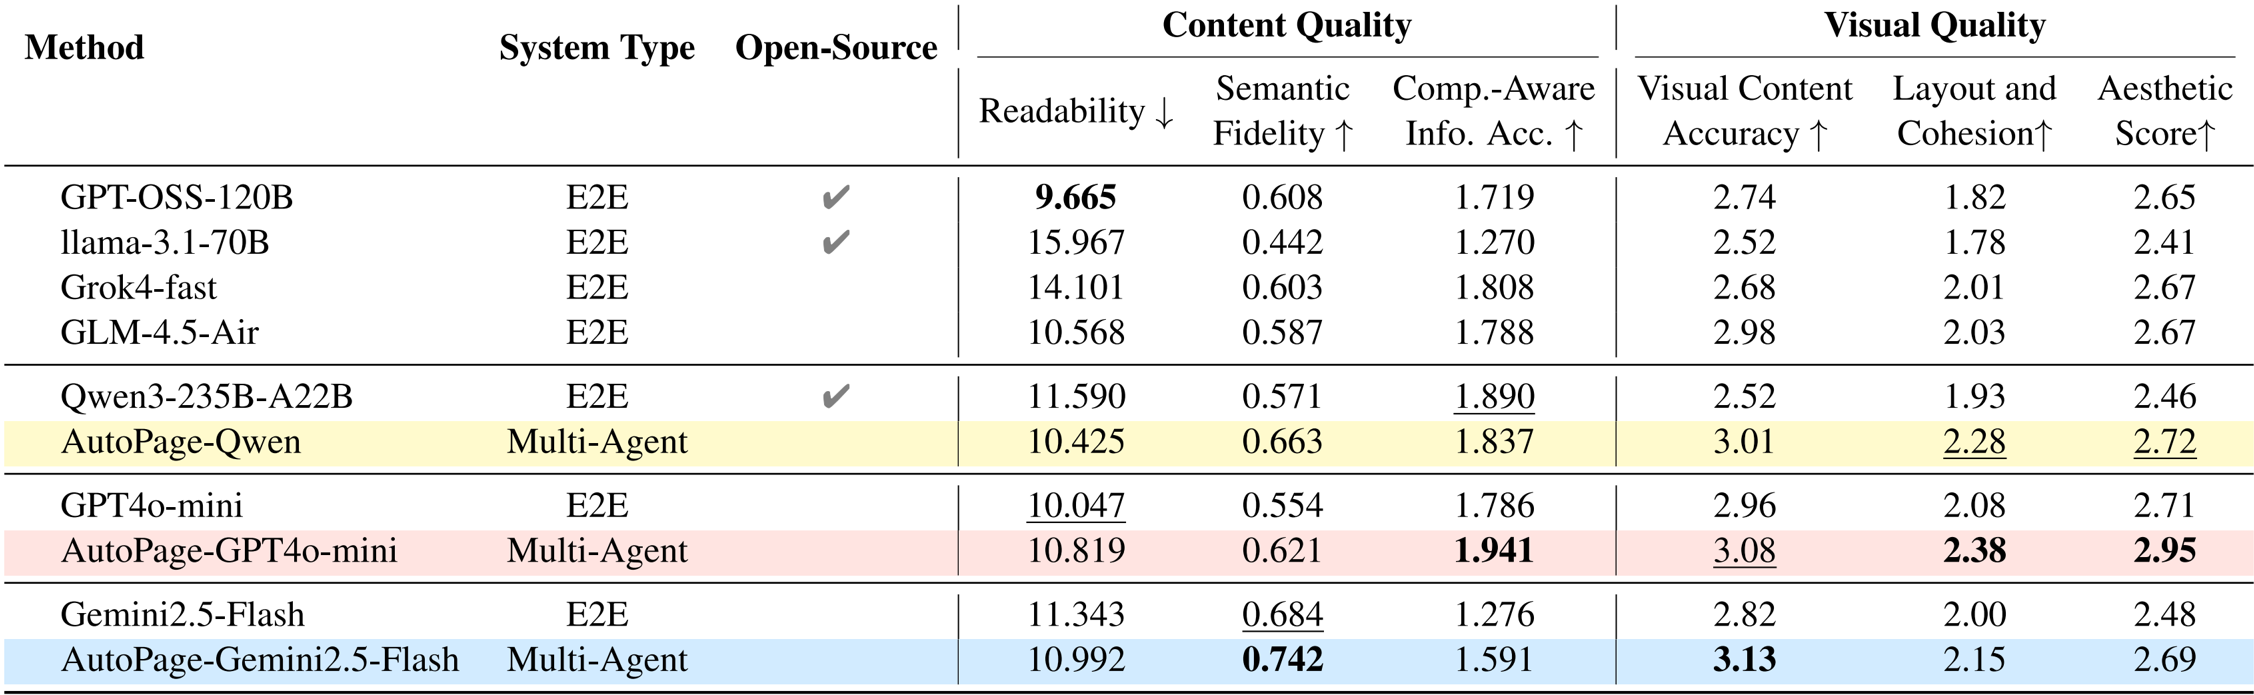 Method System Type Open-Source Content Quality Visual Quality
Readability ↓ Semantic Fidelity ↑ Comp.-Aware Info. Acc. ↑ Visual Content Accuracy ↑ Layout and Cohesion↑ Aesthetic Score↑
GPT-OSS-120B E2E ✔ 9.665 0.608 1.719 2.74 1.82 2.65
llama-3.1-70B E2E ✔ 15.967 0.442 1.270 2.52 1.78 2.41
Grok4-fast E2E 14.101 0.603 1.808 2.68 2.01 2.67
GLM-4.5-Air E2E 10.568 0.587 1.788 2.98 2.03 2.67
Qwen3-235B-A22B E2E ✔ 11.590 0.571 1.890 2.52 1.93 2.46
AutoPage-Qwen Multi-Agent 10.425 0.663 1.837 3.01 2.28 2.72
GPT4o-mini E2E 10.047 0.554 1.786 2.96 2.08 2.71
AutoPage-GPT4o-mini Multi-Agent 10.819 0.621 1.941 3.08 2.38 2.95
Gemini2.5-Flash E2E 11.343 0.684 1.276 2.82 2.00 2.48
AutoPage-Gemini2.5-Flash Multi-Agent 10.992 0.742 1.591 3.13 2.15 2.69